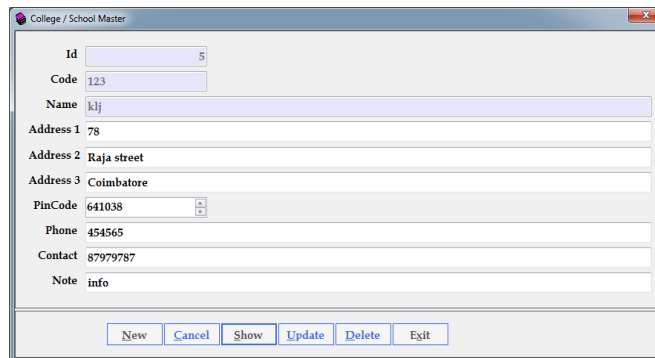 College / School Master
Id 5
Code 123
Name klj
Address 1 78
Address 2 Raja street
Address 3 Coimbatore
PinCode 641038
Phone 454565
Contact 87979787
Note info
New Cancel Show Update Delete Exit